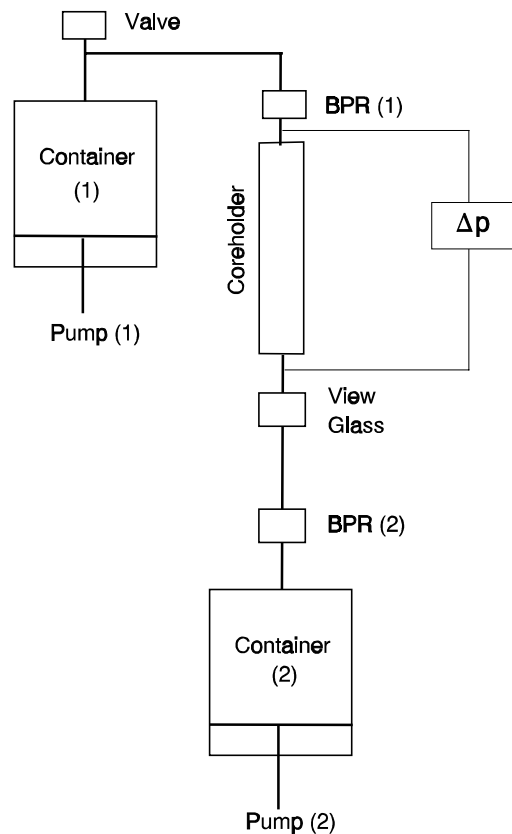 Valve
BPR (1)
Container
(1)
Coreholder
Δp
Pump (1)
View
Glass
BPR (2)
Container
(2)
Pump (2)